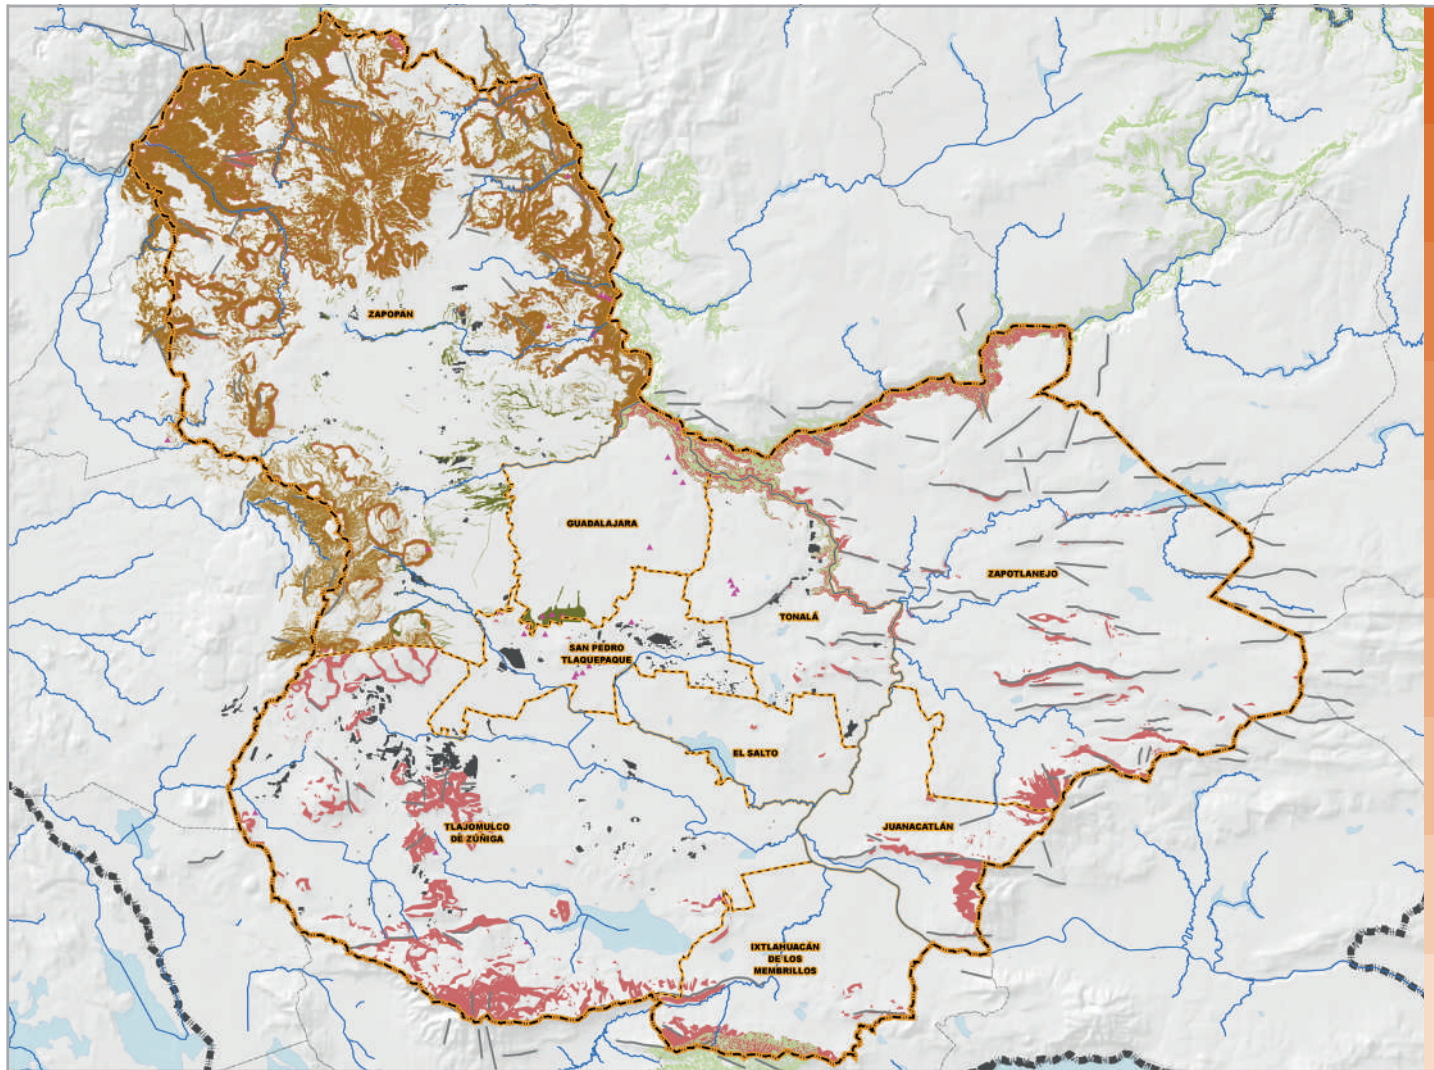 ZAPOPAN
GUADALAJARA
ZAPOTLANEJO
TONALÁ
SAN PEDRO
TLAQUEPAQUE
EL SALTO
TLAJOMULCO
DE ZÚÑIGA
JUANACATLÁN
IXTLAHUACÁN
DE LOS
MEMBRILLOS